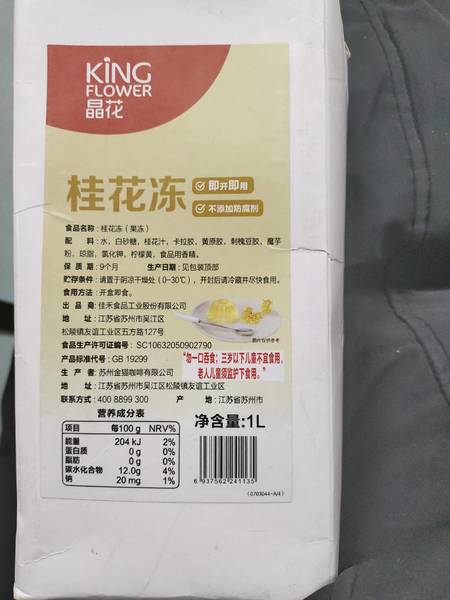 KING
FLOWER
晶花
桂花冻
即开即用
不添加防腐剂
食品名称: 桂花冻（果冻）
配 料: 水，白砂糖，桂花汁，卡拉胶，黄原胶，刺槐豆胶，魔芋
粉，琼脂，氯化钾，柠檬黄，食品用香精。
保 质 期: 9个月 生产日期: 见包装顶部
贮存条件: 请置于阴凉干燥处（0~30℃），开封后请冷藏并尽快食用。
食用方法: 开盒即食。
出 品 商: 佳禾食品工业股份有限公司
地 址: 江苏省苏州市吴江区
松陵镇友谊工业区五方路127号
图片仅供参考
食品生产许可证编号: SC10632050902790
产品标准代号: GB 19299
生 产 者: 苏州金猫咖啡有限公司
地 址: 江苏省苏州市吴江区松陵镇友谊工业区
联系方式: 400 8899 300 产 地: 江苏省苏州市
"勿一口吞食；三岁以下儿童不宜食用，
老人儿童须监护下食用。"
营养成分表
项目 每100 g NRV%
能量 204 kJ 2%
蛋白质 0 g 0%
脂肪 0 g 0%
碳水化合物 12.0g 4%
钠 20 mg 1%
净含量:1L
6 937562 241135
(0703044-A/4)